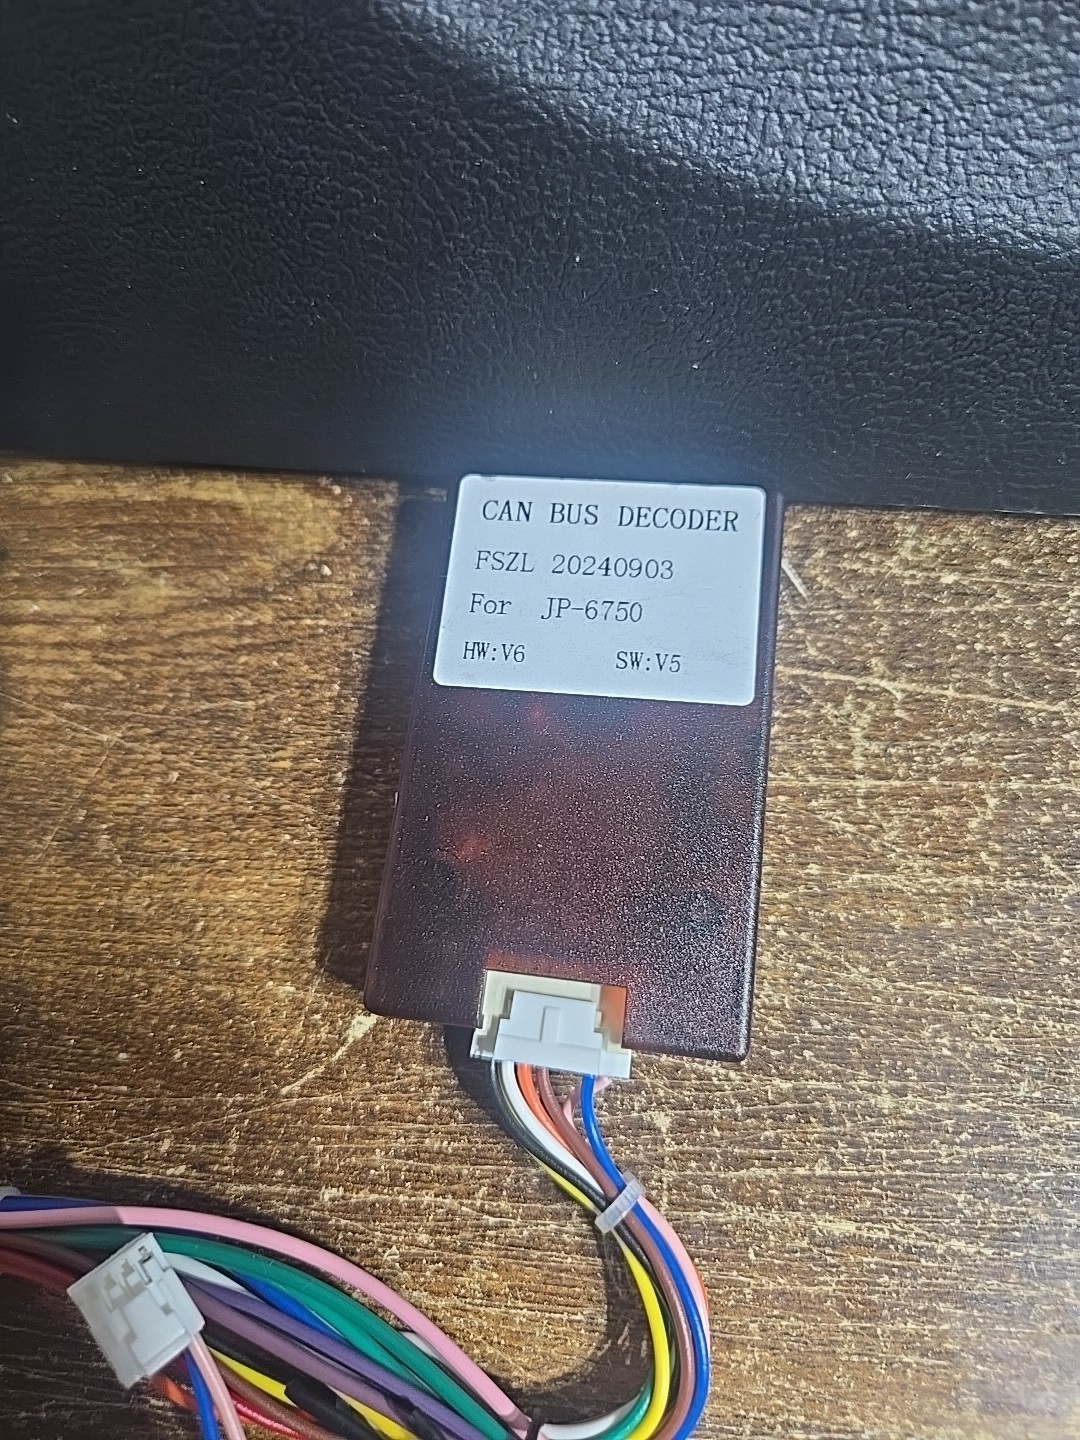 CAN BUS DECODER
FSZL 20240903
For JP-6750
HW:V6 SW:V5